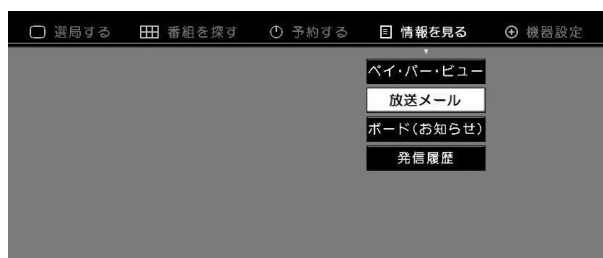 選局する 番組を探す 予約する 情報を見る 機器設定
ペイ・パー・ビュー
放送メール
ボード(お知らせ)
発信履歴